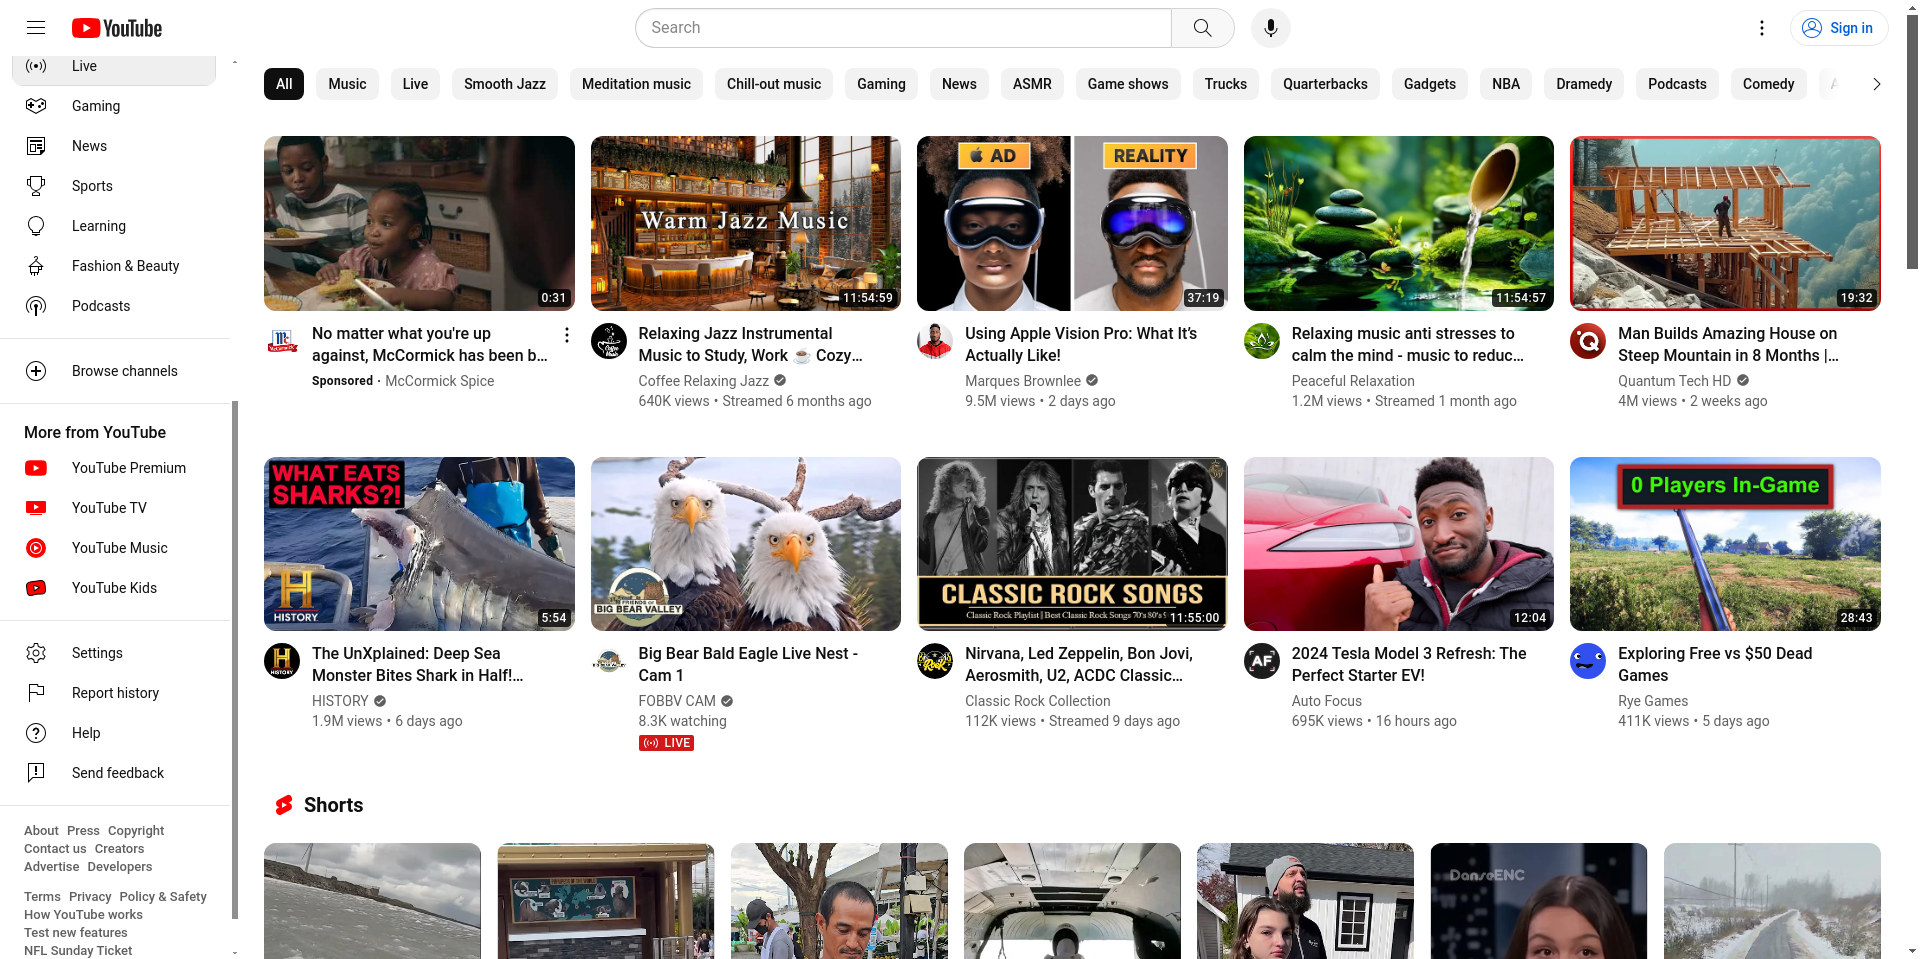 YouTube
Search
Sign in
Live
Gaming
News
Sports
Learning
Fashion & Beauty
Podcasts
Browse channels
More from YouTube
YouTube Premium
YouTube TV
YouTube Music
YouTube Kids
Settings
Report history
Help
Send feedback
About Press Copyright
Contact us Creators
Advertise Developers
Terms Privacy Policy & Safety
How YouTube works
Test new features
NFL Sunday Ticket
All Music Live Smooth Jazz Meditation music Chill-out music Gaming News ASMR Game shows Trucks Quarterbacks Gadgets NBA Dramedy Podcasts Comedy A
0:31
No matter what you're up
against, McCormick has been b...
Sponsored · McCormick Spice
Warm Jazz Music
11:54:59
Relaxing Jazz Instrumental
Music to Study, Work ☕ Cozy...
Coffee Relaxing Jazz
640K views • Streamed 6 months ago
AD
REALITY
37:19
Using Apple Vision Pro: What It’s
Actually Like!
Marques Brownlee
9.5M views • 2 days ago
11:54:57
Relaxing music anti stresses to
calm the mind - music to reduc...
Peaceful Relaxation
1.2M views • Streamed 1 month ago
19:32
Man Builds Amazing House on
Steep Mountain in 8 Months |...
Quantum Tech HD
4M views • 2 weeks ago
WHAT EATS
SHARKS?!
H
HISTORY
5:54
The UnXplained: Deep Sea
Monster Bites Shark in Half!...
HISTORY
1.9M views • 6 days ago
FRIENDS OF
BIG BEAR VALLEY
Big Bear Bald Eagle Live Nest -
Cam 1
FOBBV CAM
8.3K watching
LIVE
CLASSIC ROCK SONGS
Classic Rock Playlist | Best Classic Rock Songs 70's 80's
11:55:00
Nirvana, Led Zeppelin, Bon Jovi,
Aerosmith, U2, ACDC Classic...
Classic Rock Collection
112K views • Streamed 9 days ago
12:04
AF
2024 Tesla Model 3 Refresh: The
Perfect Starter EV!
Auto Focus
695K views • 16 hours ago
0 Players In-Game
28:43
Exploring Free vs $50 Dead
Games
Rye Games
411K views • 5 days ago
Shorts
DanseENC